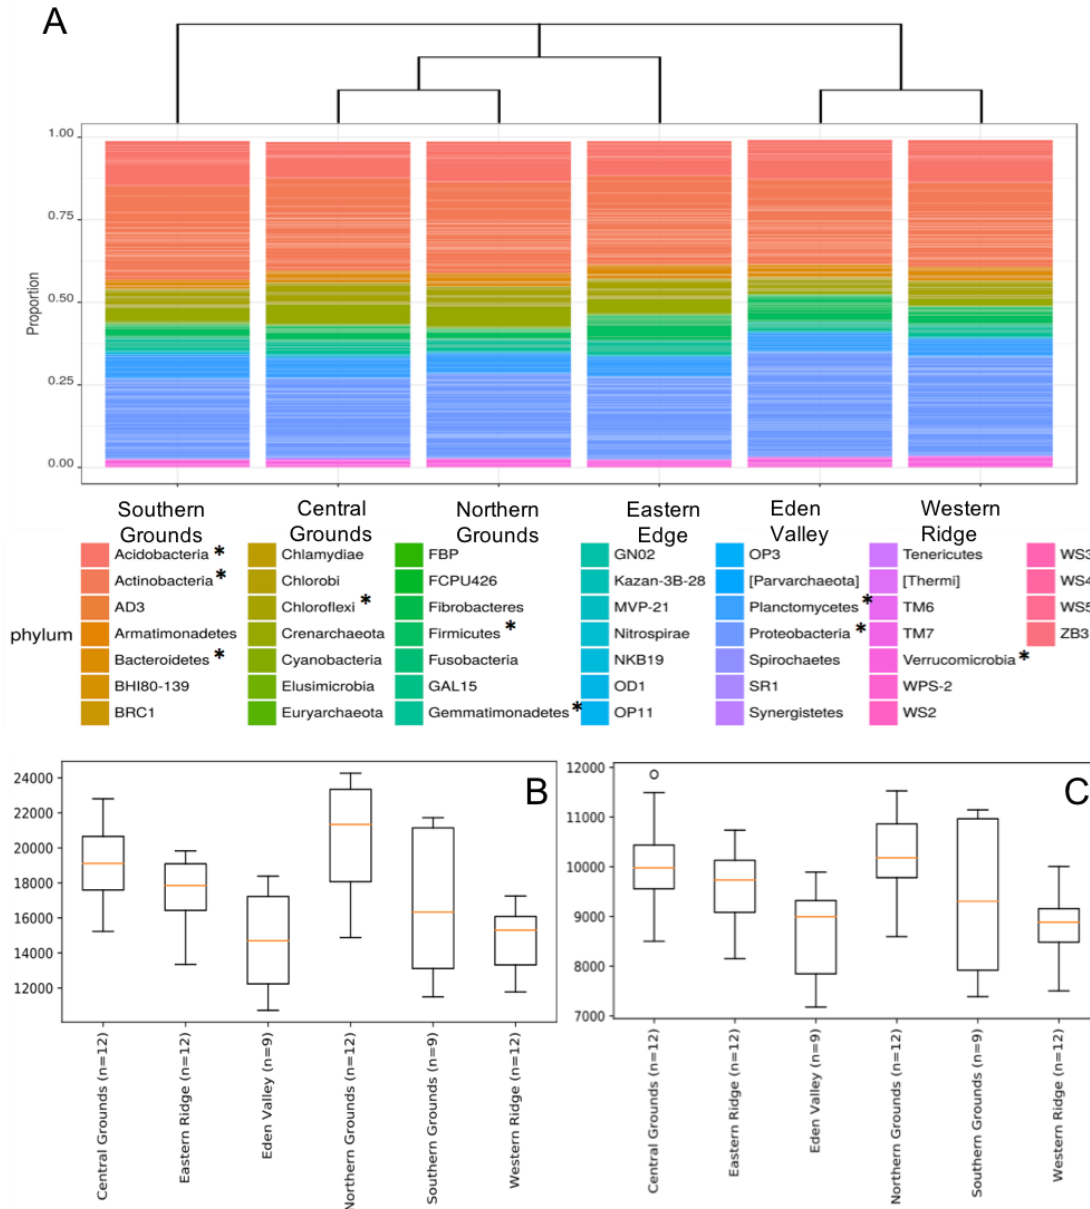 A
1.00
0.75
0.50
0.25
0.00
Proportion
Southern
Grounds
Central
Grounds
Northern
Grounds
Eastern
Edge
Eden
Valley
Western
Ridge
phylum
Acidobacteria *
Actinobacteria *
AD3
Armatimonadetes
Bacteroidetes *
BHI80-139
BRC1
Chlamydiae
Chlorobi
Chloroflexi *
Crenarchaeota
Cyanobacteria
Elusimicrobia
Euryarchaeota
FBP
FCPU426
Fibrobacteres
Firmicutes *
Fusobacteria
GAL15
Gemmatimonadetes *
GN02
Kazan-3B-28
MVP-21
Nitrospirae
NKB19
OD1
OP11
OP3
[Parvarchaeota]
Planctomycetes *
Proteobacteria *
Spirochaetes
SR1
Synergistetes
Tenericutes
[Thermi]
TM6
TM7
Verrucomicrobia *
WPS-2
WS2
WS3
WS4
WS5
ZB3
B
24000
22000
20000
18000
16000
14000
12000
Central Grounds (n=12)
Eastern Ridge (n=12)
Eden Valley (n=9)
Northern Grounds (n=12)
Southern Grounds (n=9)
Western Ridge (n=12)
C
12000
11000
10000
9000
8000
7000
Central Grounds (n=12)
Eastern Ridge (n=12)
Eden Valley (n=9)
Northern Grounds (n=12)
Southern Grounds (n=9)
Western Ridge (n=12)